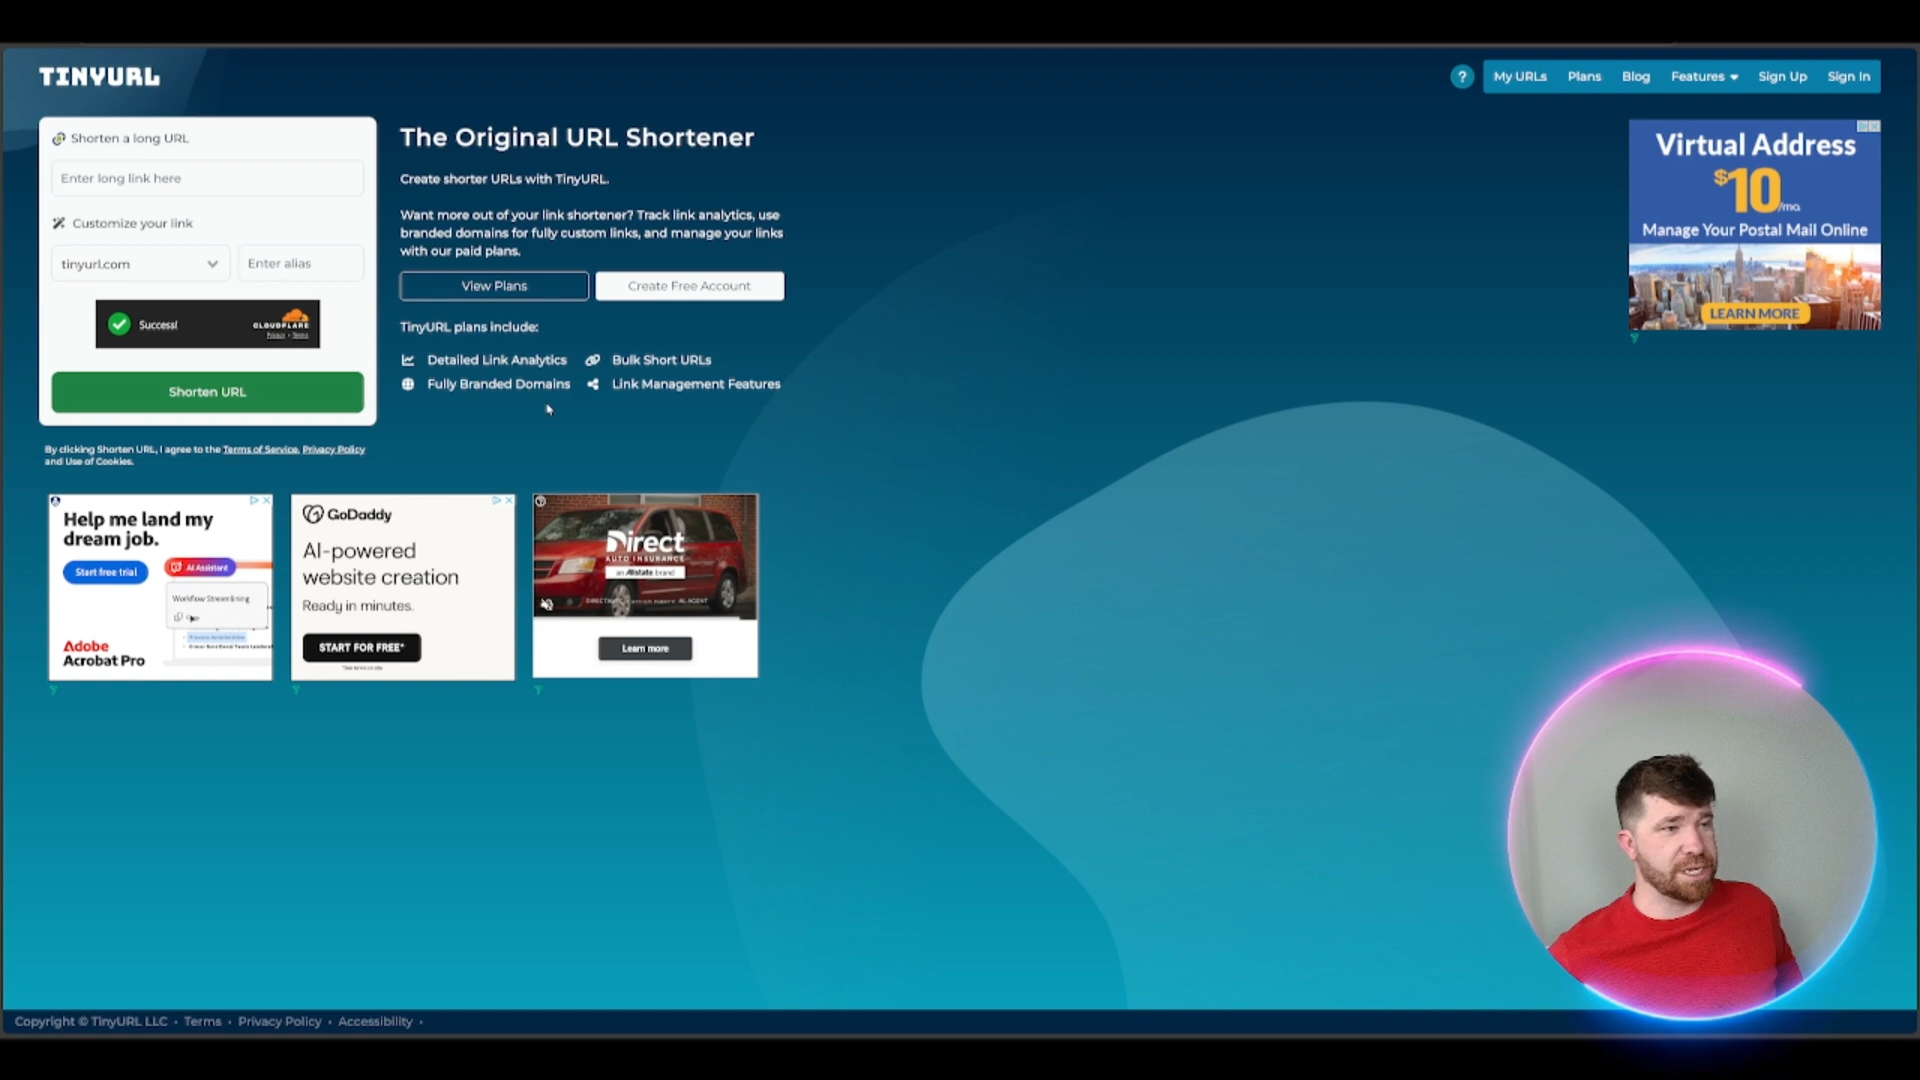 TINYURL
?
My URLs
Plans
Blog
Features
Sign Up
Sign In
Shorten a long URL
Enter long link here
Customize your link
tinyurl.com
Enter alias
Success!
CLOUDFLARE
Privacy • Terms
Shorten URL
By clicking Shorten URL, I agree to the Terms of Service, Privacy Policy
and Use of Cookies.
The Original URL Shortener
Create shorter URLs with TinyURL.
Want more out of your link shortener? Track link analytics, use
branded domains for fully custom links, and manage your links
with our paid plans.
View Plans
Create Free Account
TinyURL plans include:
Detailed Link Analytics
Bulk Short URLs
Fully Branded Domains
Link Management Features
Virtual Address
$10/mo.
Manage Your Postal Mail Online
LEARN MORE
Help me land my
dream job.
Start free trial
AI Assistant
Workflow Streamlining
Adobe
Acrobat Pro
GoDaddy
AI-powered
website creation
Ready in minutes.
START FOR FREE*
Direct
AUTO INSURANCE
an Allstate brand
Learn more
Copyright © TinyURL LLC • Terms • Privacy Policy • Accessibility •